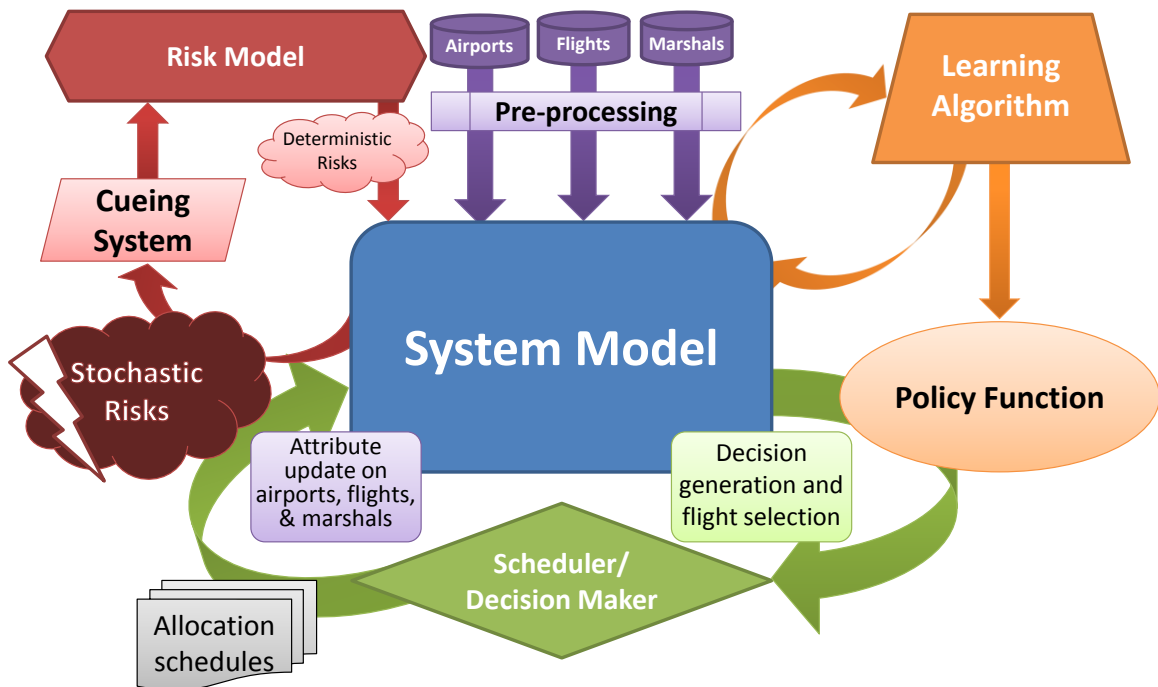 Risk Model
Airports
Flights
Marshals
Learning
Algorithm
Pre-processing
Deterministic
Risks
Cueing
System
System Model
Stochastic
Risks
Policy Function
Attribute
update on
airports, flights,
& marshals
Decision
generation and
flight selection
Scheduler/
Decision Maker
Allocation
schedules